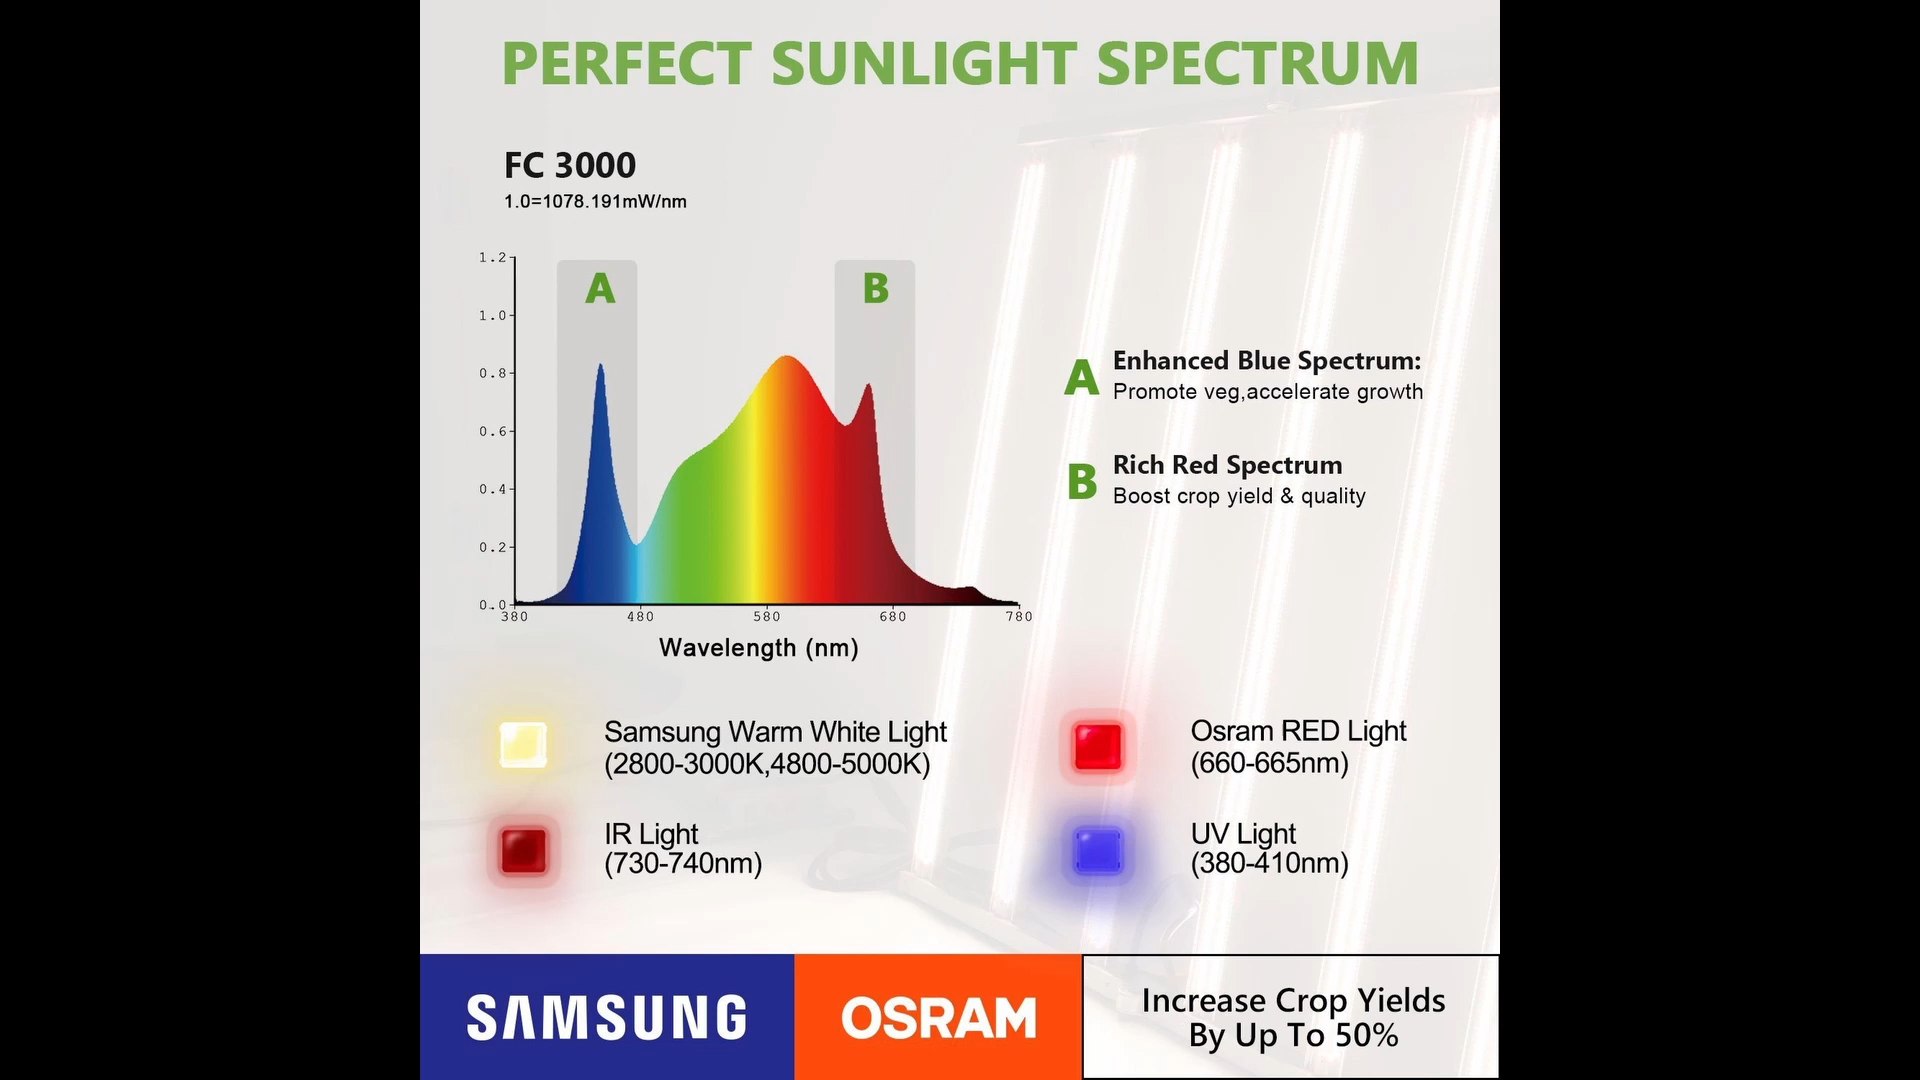 PERFECT SUNLIGHT SPECTRUM
FC 3000
1.0=1078.191mW/nm
1.2
1.0
0.8
0.6
0.4
0.2
0.0
A
B
380
480
580
680
780
Wavelength (nm)
A
Enhanced Blue Spectrum:
Promote veg,accelerate growth
B
Rich Red Spectrum
Boost crop yield & quality
Samsung Warm White Light
(2800-3000K,4800-5000K)
Osram RED Light
(660-665nm)
IR Light
(730-740nm)
UV Light
(380-410nm)
SAMSUNG
OSRAM
Increase Crop Yields
By Up To 50%